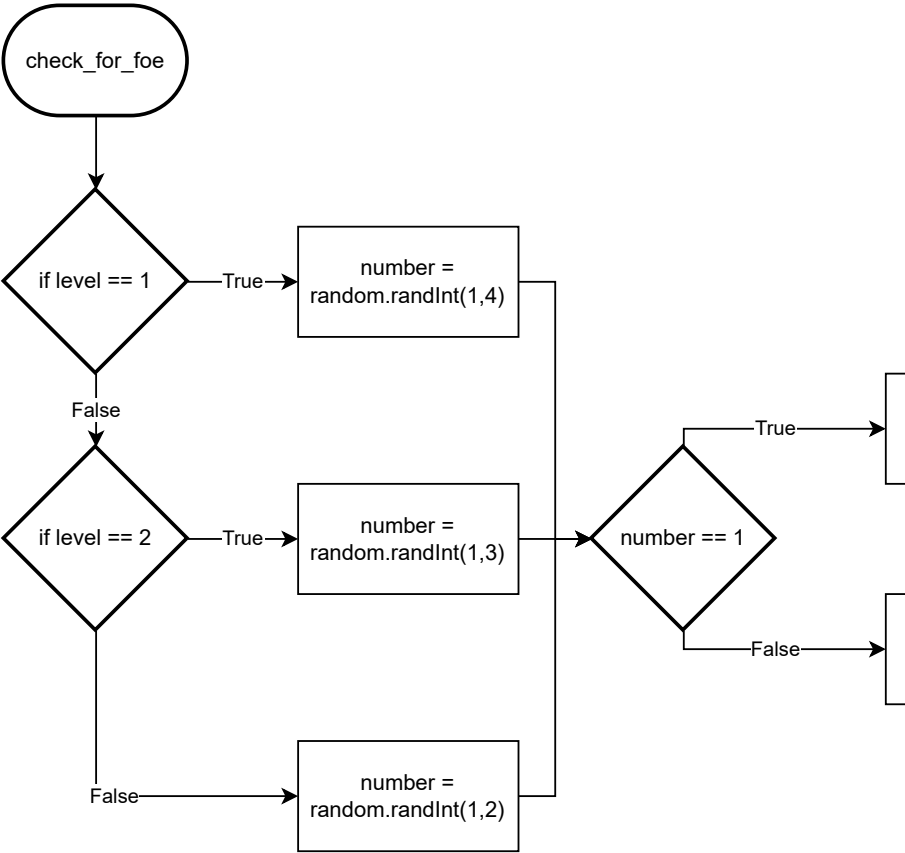 check_for_foe
if level == 1
True
number =
random.randInt(1,4)
False
True
if level == 2
True
number =
random.randInt(1,3)
number == 1
False
False
number =
random.randInt(1,2)